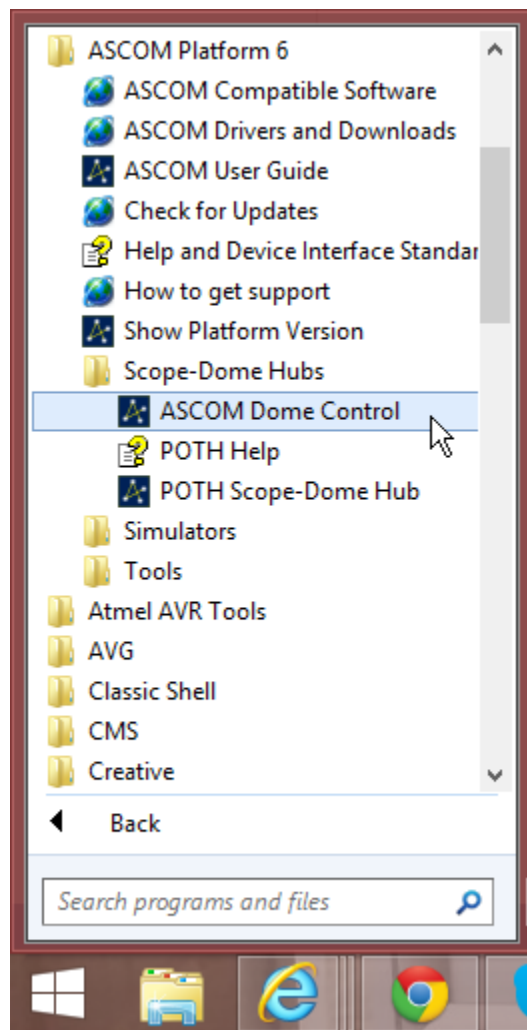 ASCOM Platform 6
ASCOM Compatible Software
ASCOM Drivers and Downloads
ASCOM User Guide
Check for Updates
Help and Device Interface Standar
How to get support
Show Platform Version
Scope-Dome Hubs
ASCOM Dome Control
POTH Help
POTH Scope-Dome Hub
Simulators
Tools
Atmel AVR Tools
AVG
Classic Shell
CMS
Creative
Back
Search programs and files